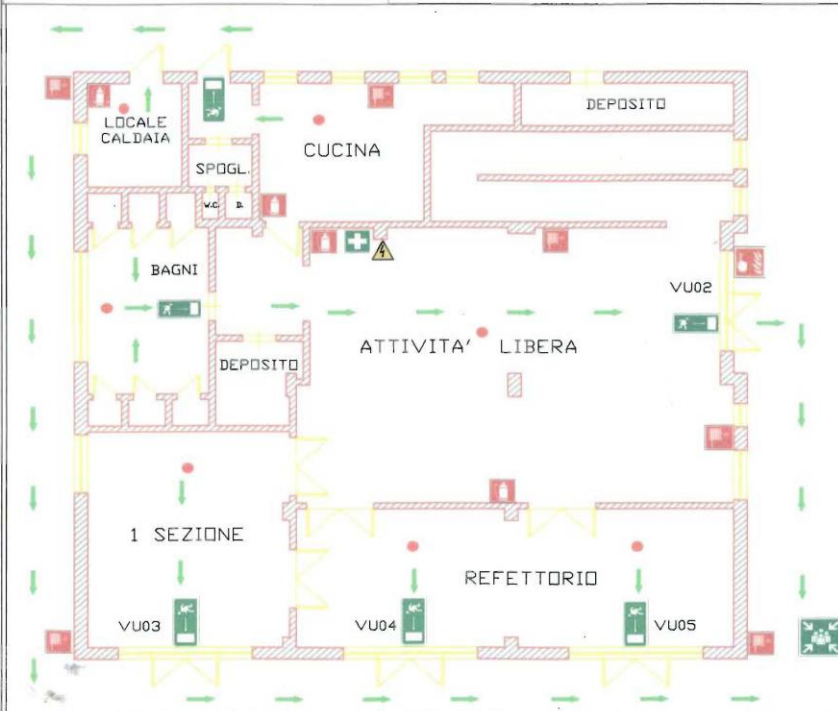 DEPOSITO
LOCALE
CALDAIA
CUCINA
SPOGL.
W.C.
D.
BAGNI
VU02
ATTIVITA' LIBERA
DEPOSITO
1 SEZIONE
REFETTORIO
VU03
VU04
VU05